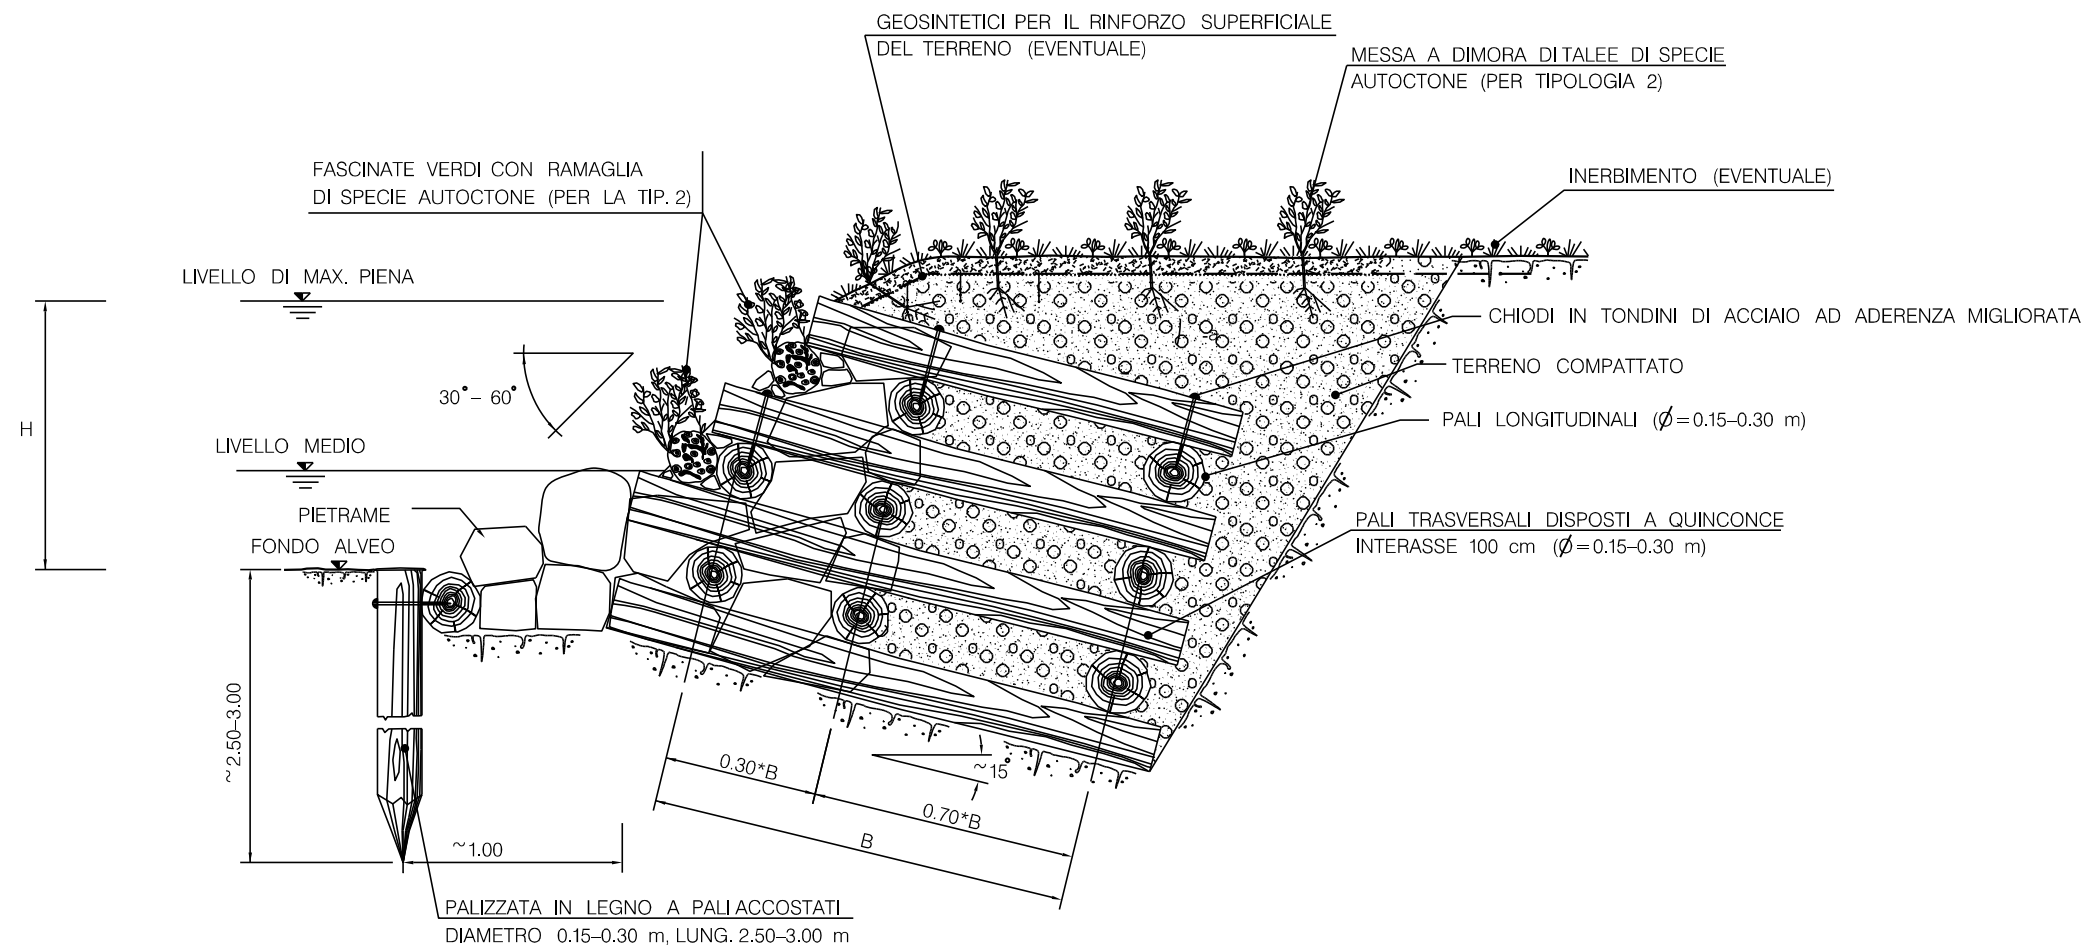 GEOSINTETICI PER IL RINFORZO SUPERFICIALE
DEL TERRENO (EVENTUALE)
MESSA A DIMORA DI TALEE DI SPECIE
AUTOCTONE (PER TIPOLOGIA 2)
FASCINATE VERDI CON RAMAGLIA
DI SPECIE AUTOCTONE (PER LA TIP. 2)
INERBIMENTO (EVENTUALE)
LIVELLO DI MAX. PIENA
CHIODI IN TONDINI DI ACCIAIO AD ADERENZA MIGLIORATA
TERRENO COMPATTATO
30°– 60°
PALI LONGITUDINALI (Ø=0.15–0.30 m)
H
LIVELLO MEDIO
PIETRAME
PALI TRASVERSALI DISPOSTI A QUINCONCE
INTERASSE 100 cm (Ø=0.15–0.30 m)
FONDO ALVEO
~2.50–3.00
0.30*B
~15°
0.70*B
B
~1.00
PALIZZATA IN LEGNO A PALI ACCOSTATI
DIAMETRO 0.15–0.30 m, LUNG. 2.50–3.00 m